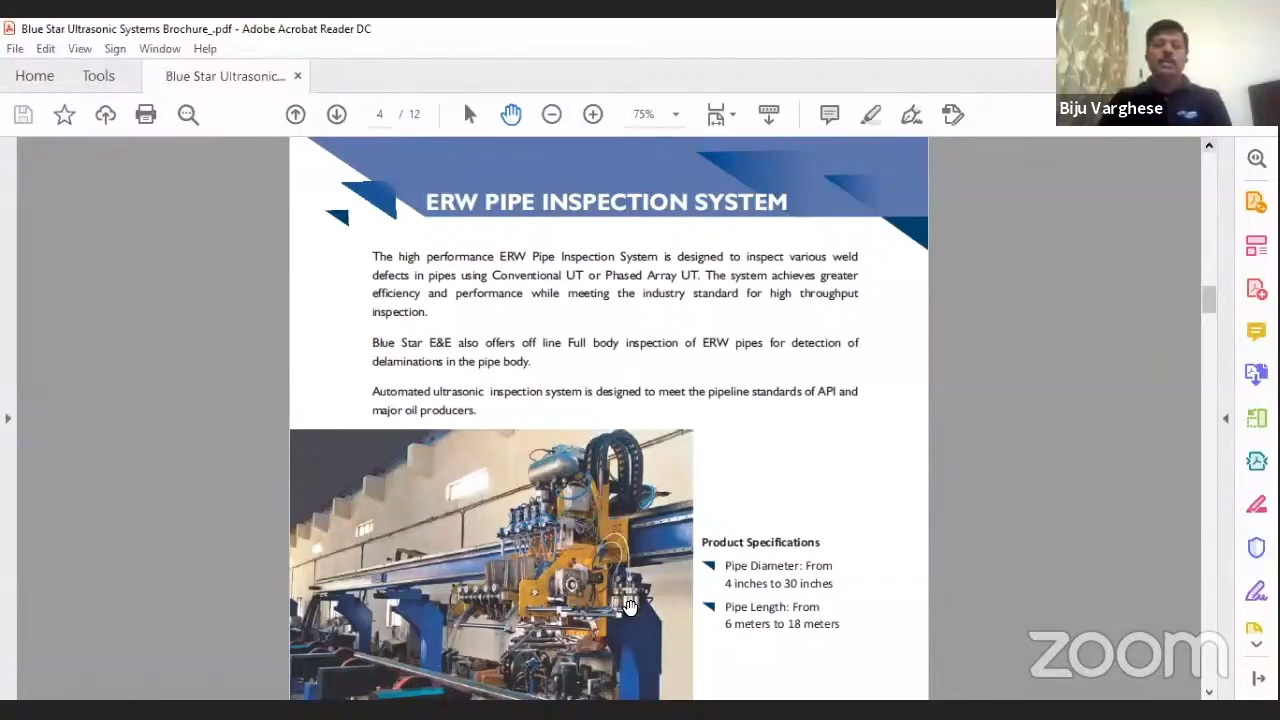 Blue Star Ultrasonic Systems Brochure_.pdf - Adobe Acrobat Reader DC
File Edit View Sign Window Help
Home Tools Blue Star Ultrasonic... ×
4 / 12 75%
Biju Varghese
ERW PIPE INSPECTION SYSTEM
The high performance ERW Pipe Inspection System is designed to inspect various weld
defects in pipes using Conventional UT or Phased Array UT. The system achieves greater
efficiency and performance while meeting the industry standard for high throughput
inspection.
Blue Star E&E also offers off line Full body inspection of ERW pipes for detection of
delaminations in the pipe body.
Automated ultrasonic inspection system is designed to meet the pipeline standards of API and
major oil producers.
Product Specifications
Pipe Diameter: From
4 inches to 30 inches
Pipe Length: From
6 meters to 18 meters
zoom